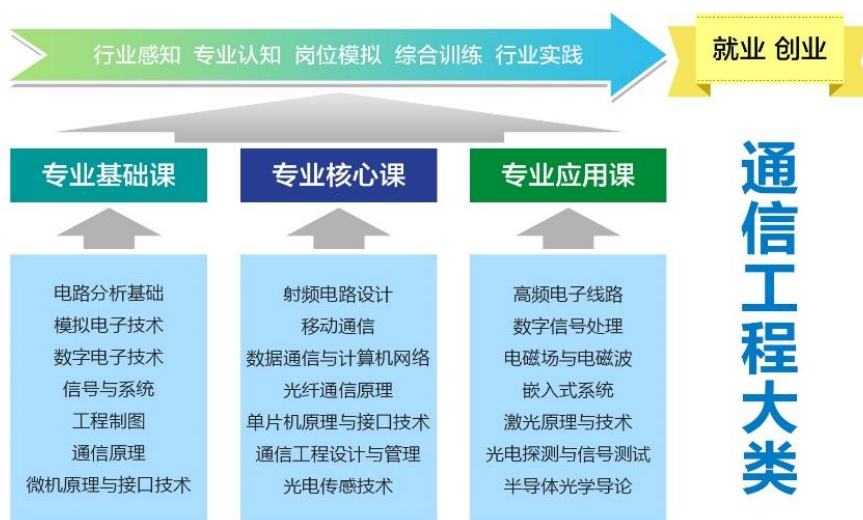 行业感知 专业认知 岗位模拟 综合训练 行业实践
就业 创业
专业基础课
电路分析基础
模拟电子技术
数字电子技术
信号与系统
工程制图
通信原理
微机原理与接口技术
专业核心课
射频电路设计
移动通信
数据通信与计算机网络
光纤通信原理
单片机原理与接口技术
通信工程设计与管理
光电传感技术
专业应用课
高频电子线路
数字信号处理
电磁场与电磁波
嵌入式系统
激光原理与技术
光电探测与信号测试
半导体光学导论
通信工程大类